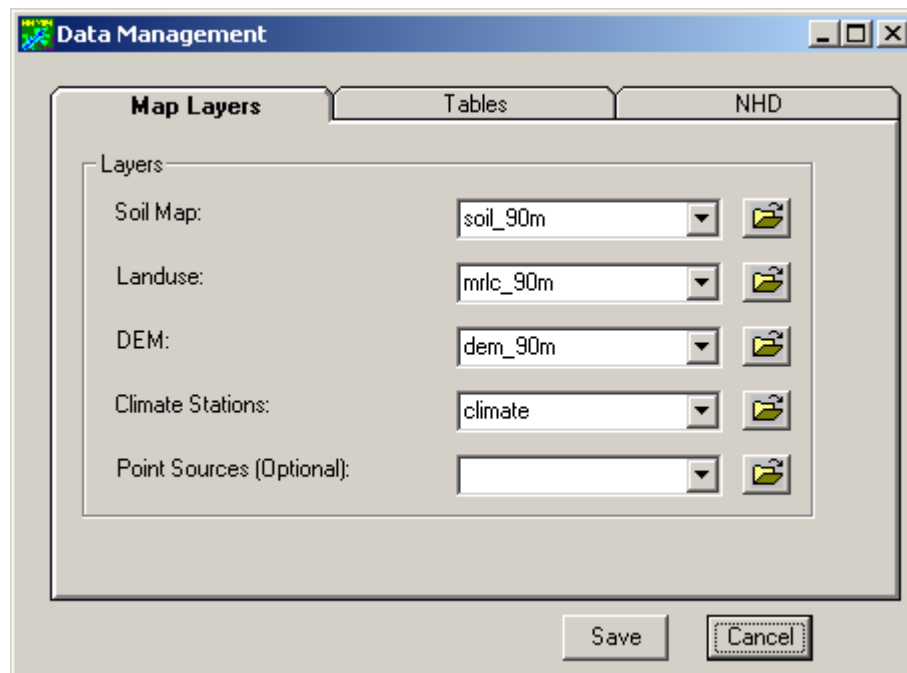 Data Management
Map Layers Tables NHD
Layers
Soil Map: soil_90m
Landuse: mrlc_90m
DEM: dem_90m
Climate Stations: climate
Point Sources (Optional):
Save Cancel